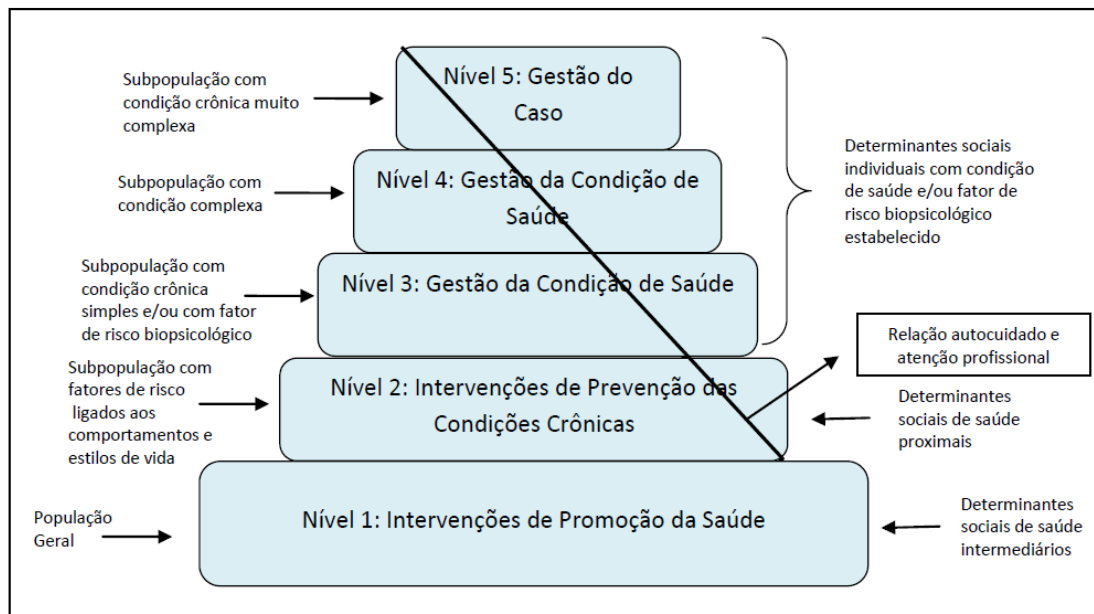 Nível 5: Gestão do
Caso
Subpopulação com
condição crônica muito
complexa
Nível 4: Gestão da Condição de
Saúde
Subpopulação com
condição complexa
Determinantes sociais
individuais com condição
de saúde e/ou fator de
risco biopsicológico
estabelecido
Nível 3: Gestão da Condição de Saúde
Subpopulação com
condição crônica
simples e/ou com fator
de risco biopsicológico
Relação autocuidado e
atenção profissional
Nível 2: Intervenções de Prevenção das
Condições Crônicas
Subpopulação com
fatores de risco
ligados aos
comportamentos e
estilos de vida
Determinantes
sociais de saúde
proximais
Nível 1: Intervenções de Promoção da Saúde
População
Geral
Determinantes
sociais de saúde
intermediários